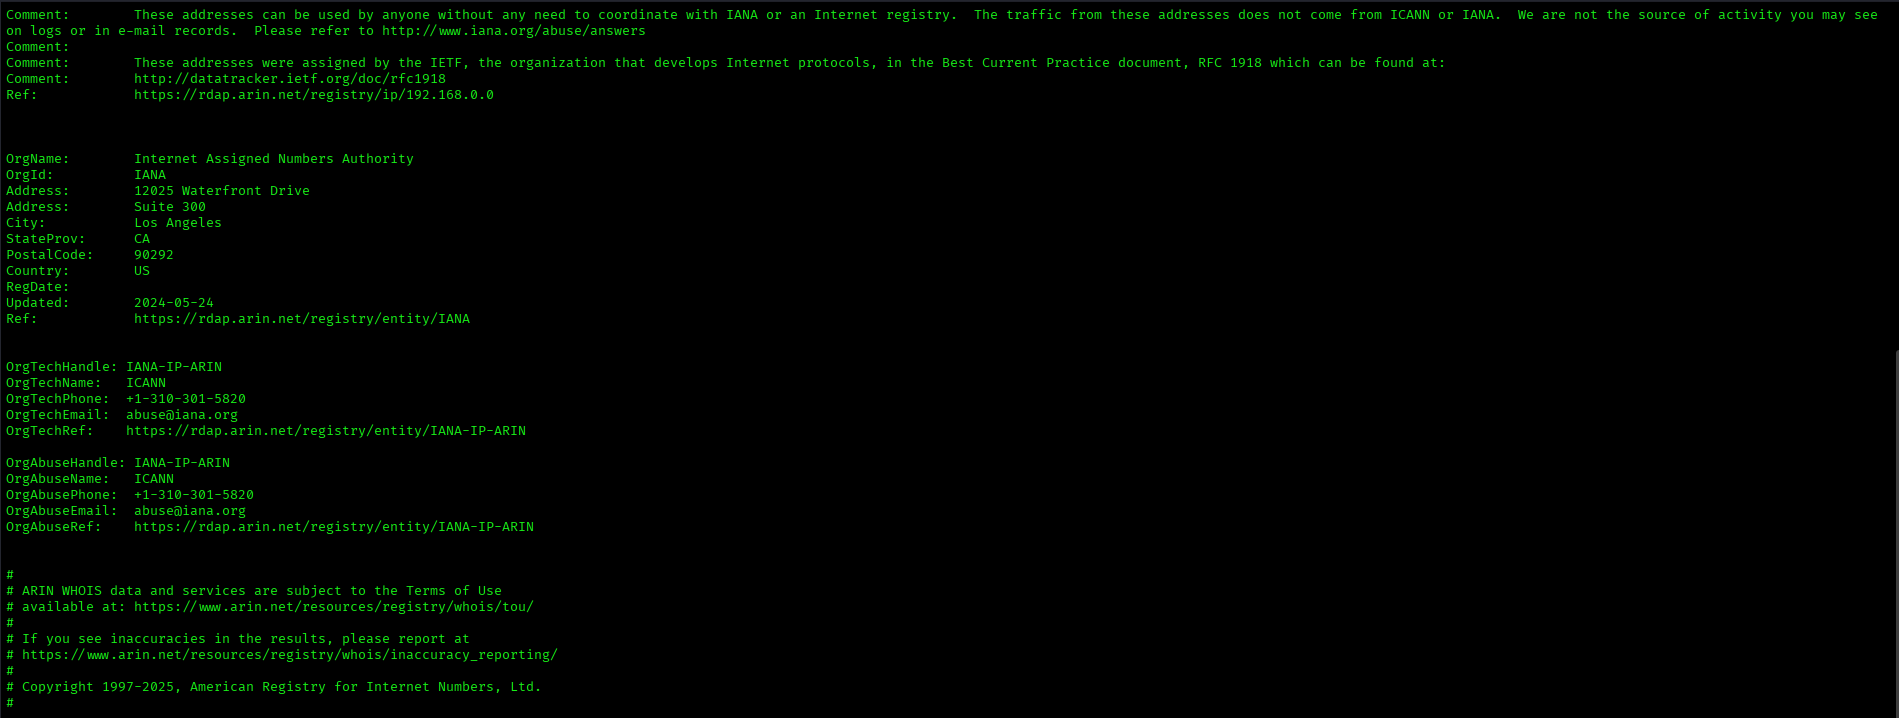 Comment:        These addresses can be used by anyone without any need to coordinate with IANA or an Internet registry.  The traffic from these addresses does not come from ICANN or IANA.  We are not the source of activity you may see
on logs or in e-mail records.  Please refer to http://www.iana.org/abuse/answers
Comment:
Comment:        These addresses were assigned by the IETF, the organization that develops Internet protocols, in the Best Current Practice document, RFC 1918 which can be found at:
Comment:        http://datatracker.ietf.org/doc/rfc1918
Ref:            https://rdap.arin.net/registry/ip/192.168.0.0
OrgName:        Internet Assigned Numbers Authority
OrgId:          IANA
Address:        12025 Waterfront Drive
Address:        Suite 300
City:           Los Angeles
StateProv:      CA
PostalCode:     90292
Country:        US
RegDate:
Updated:        2024-05-24
Ref:            https://rdap.arin.net/registry/entity/IANA
OrgTechHandle: IANA-IP-ARIN
OrgTechName:   ICANN
OrgTechPhone:  +1-310-301-5820
OrgTechEmail:  abuse@iana.org
OrgTechRef:    https://rdap.arin.net/registry/entity/IANA-IP-ARIN
OrgAbuseHandle: IANA-IP-ARIN
OrgAbuseName:   ICANN
OrgAbusePhone:  +1-310-301-5820
OrgAbuseEmail:  abuse@iana.org
OrgAbuseRef:    https://rdap.arin.net/registry/entity/IANA-IP-ARIN
#
# ARIN WHOIS data and services are subject to the Terms of Use
# available at: https://www.arin.net/resources/registry/whois/tou/
#
# If you see inaccuracies in the results, please report at
# https://www.arin.net/resources/registry/whois/inaccuracy_reporting/
#
# Copyright 1997-2025, American Registry for Internet Numbers, Ltd.
#